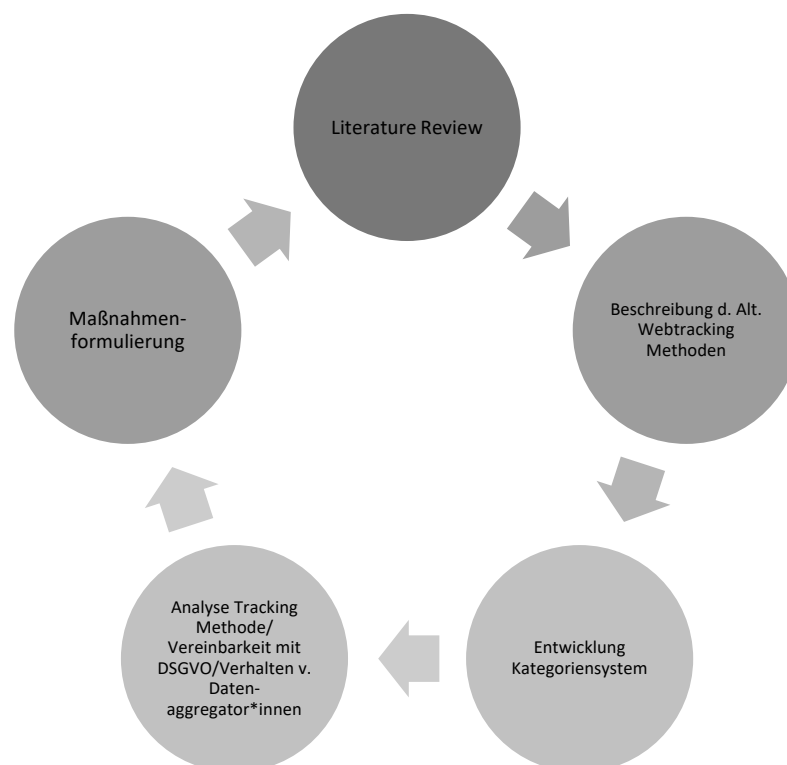 Literature Review
Beschreibung d. Alt.
Webtracking
Methoden
Entwicklung
Kategoriensystem
Analyse Tracking
Methode/
Vereinbarkeit mit
DSGVO/Verhalten v.
Daten-
aggregator*innen
Maßnahmen-
formulierung